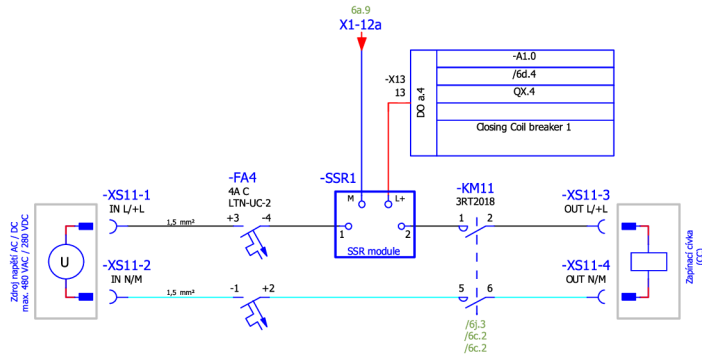 6a.9
X1-12a
-X13
13
DO a.4
-A1.0
/6d.4
QX.4
Closing Coil breaker 1
-XS11-1
IN L/+L
1,5 mm²
-FA4
4A C
LTN-UC-2
+3
-4
-SSR1
M
L+
1
2
SSR module
-KM11
3RT2018
1
2
-XS11-3
OUT L/+L
Zdroj napětí AC / DC
max. 480 VAC / 280 VDC
U
-XS11-2
IN N/M
1,5 mm²
-1
+2
5
6
-XS11-4
OUT N/M
Zapínací cívka
(CC)
/6j.3
/6c.2
/6c.2